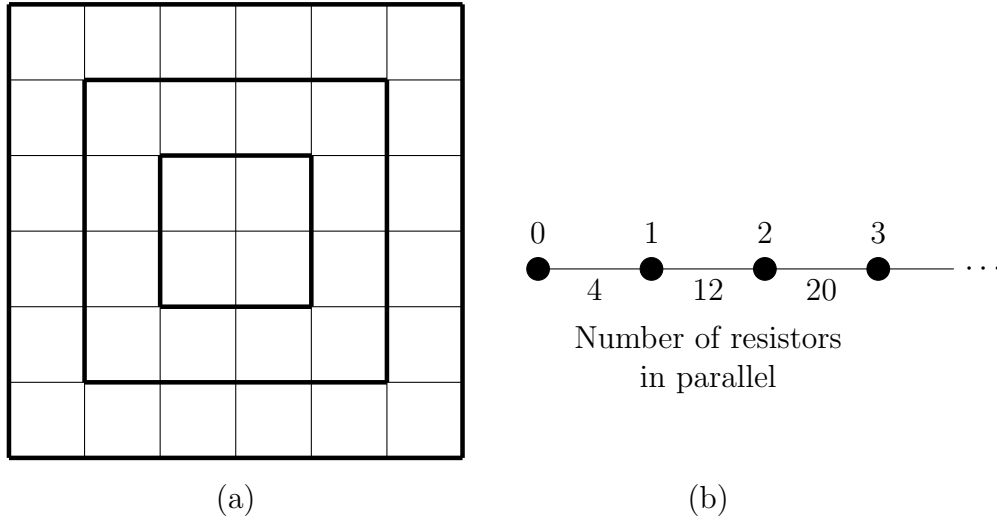 0 1 2 3
4 12 20 ···
Number of resistors
in parallel
(a) (b)